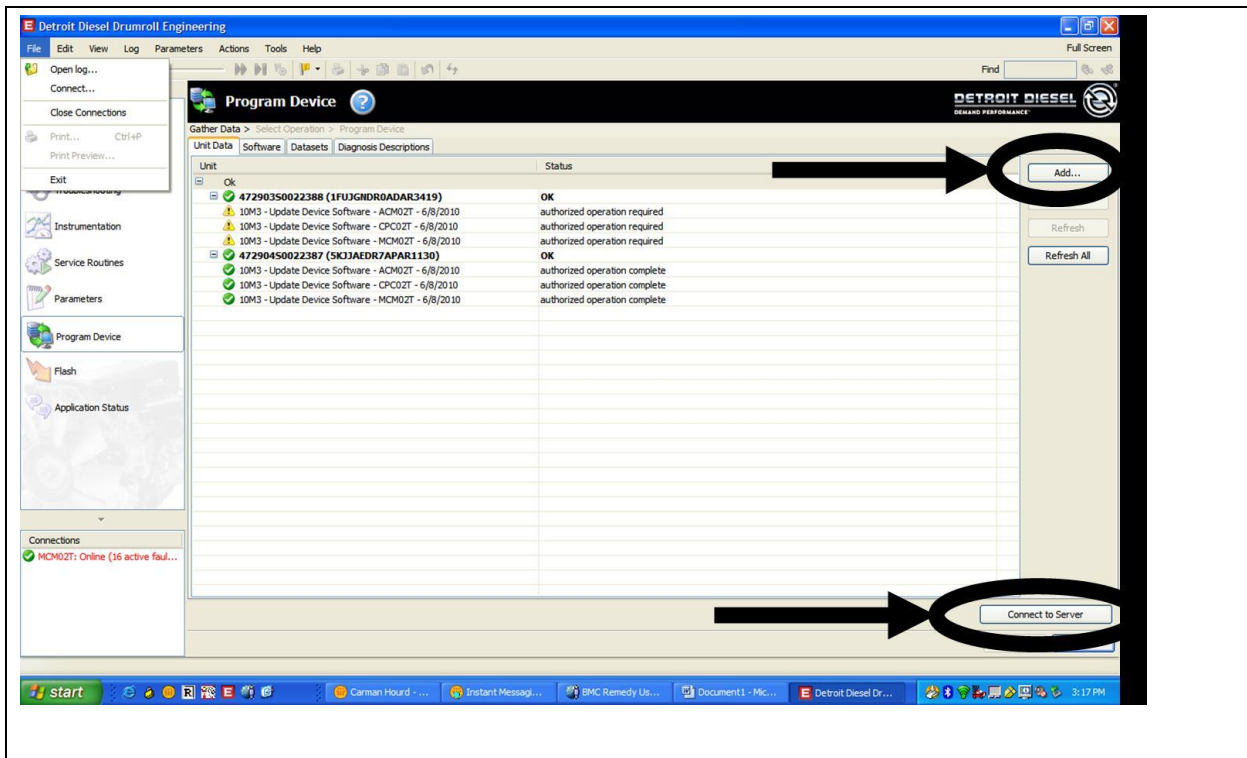 Detroit Diesel Drumroll Engineering
File Edit View Log Parameters Actions Tools Help Full Screen
Open log...
Connect...
Close Connections
Print... Ctrl+P
Print Preview...
Exit
Find
Program Device
DETROIT DIESEL
DEMAND PERFORMANCE
Gather Data > Select Operation > Program Device
Unit Data Software Datasets Diagnosis Descriptions
Unit Status
Ok
47290350022388 (1FUJGNDR0ADAR3419) OK
10M3 - Update Device Software - ACM02T - 6/8/2010 authorized operation required
10M3 - Update Device Software - CPC02T - 6/8/2010 authorized operation required
10M3 - Update Device Software - MCM02T - 6/8/2010 authorized operation required
47290450022387 (5KJJAEDR7APAR1130) OK
10M3 - Update Device Software - ACM02T - 6/8/2010 authorized operation complete
10M3 - Update Device Software - CPC02T - 6/8/2010 authorized operation complete
10M3 - Update Device Software - MCM02T - 6/8/2010 authorized operation complete
Add...
Refresh
Refresh All
Instrumentation
Service Routines
Parameters
Program Device
Flash
Application Status
Connections
MCM02T: Online (16 active faul...
Connect to Server
start
Carman Hourd - ...
Instant Messagi...
BMC Remedy Us...
Document1 - Mic...
Detroit Diesel Dr...
3:17 PM